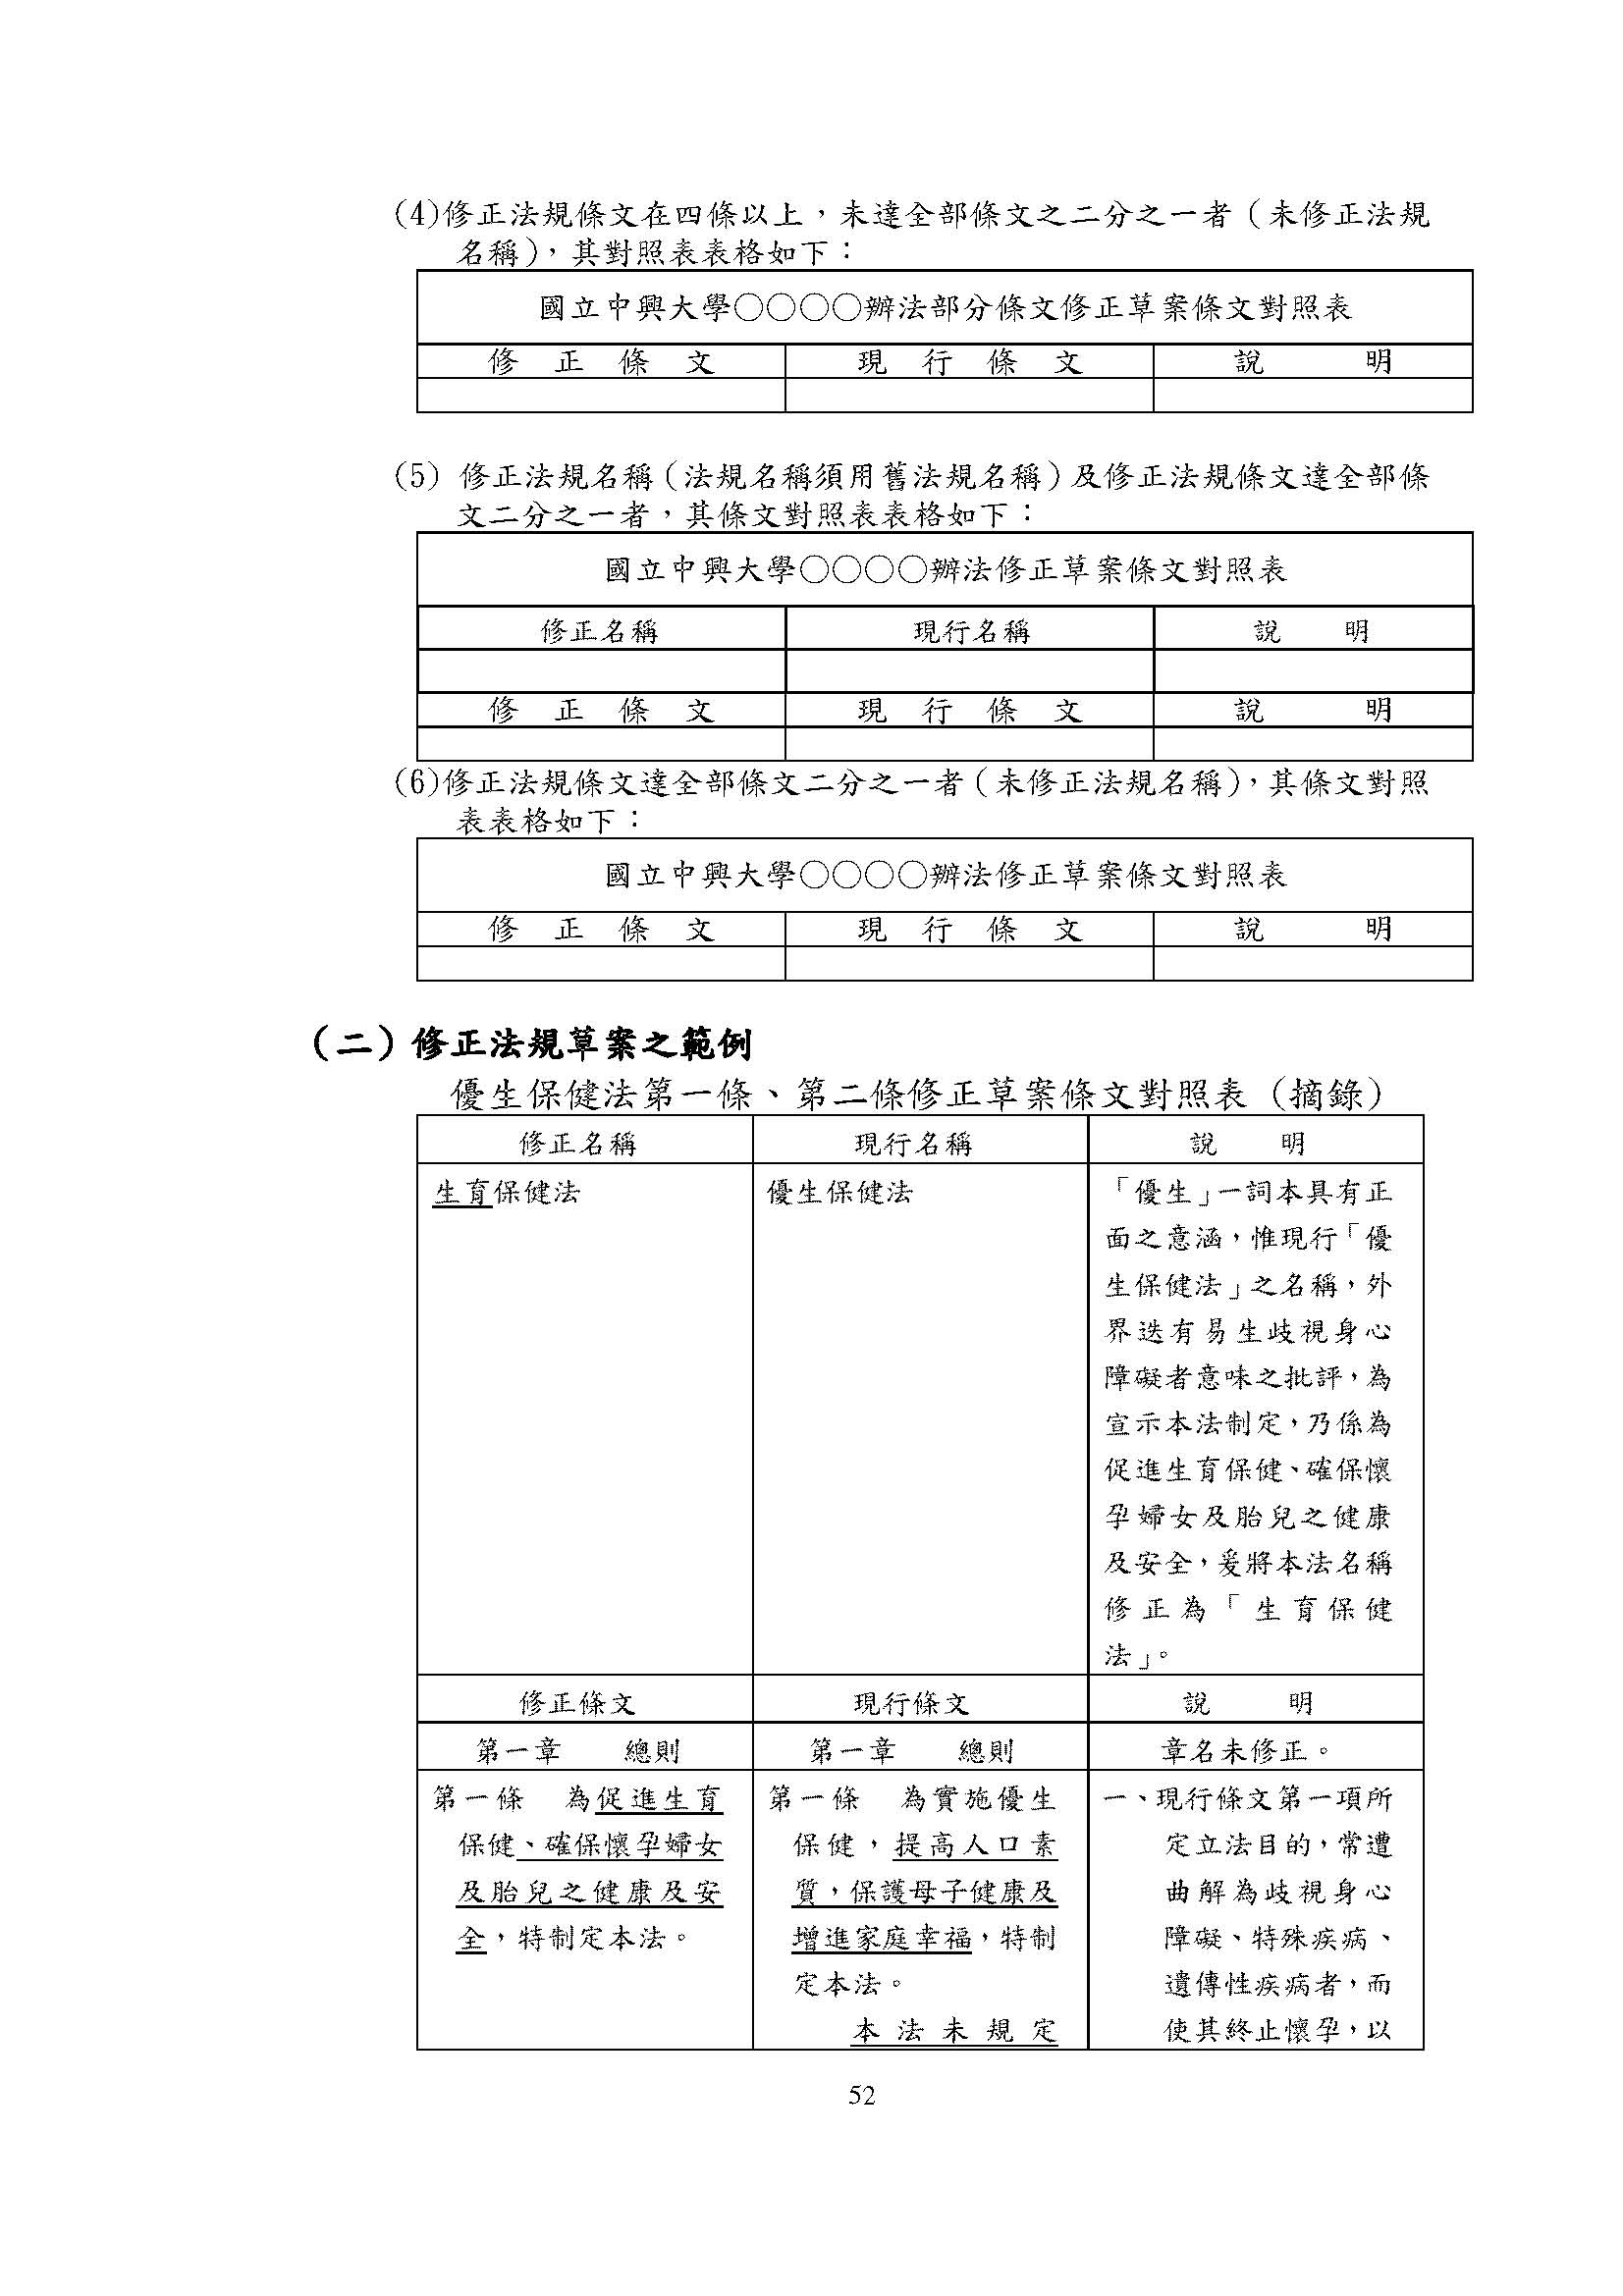 (4)修正法規條文在四條以上，未達全部條文之二分之一者（未修正法規
名稱），其對照表表格如下：
國立中興大學○○○○辦法部分條文修正草案條文對照表
修 正 條 文 現 行 條 文 說 明
(5) 修正法規名稱（法規名稱須用舊法規名稱）及修正法規條文達全部條
文二分之一者，其條文對照表表格如下：
國立中興大學○○○○辦法修正草案條文對照表
修正名稱 現行名稱 說 明
修 正 條 文 現 行 條 文 說 明
(6)修正法規條文達全部條文二分之一者（未修正法規名稱），其條文對照
表表格如下：
國立中興大學○○○○辦法修正草案條文對照表
修 正 條 文 現 行 條 文 說 明
（二）修正法規草案之範例
優生保健法第一條、第二條修正草案條文對照表（摘錄）
修正名稱 現行名稱 說 明
生育保健法
優生保健法
「優生」一詞本具有正
面之意涵，惟現行「優
生保健法」之名稱，外
界迭有易生歧視身心
障礙者意味之批評，為
宣示本法制定，乃係為
促進生育保健、確保懷
孕婦女及胎兒之健康
及安全，爰將本法名稱
修正為「生育保健
法」。
修正條文 現行條文 說 明
第一章 總則 第一章 總則 章名未修正。
第一條 為促進生育
保健、確保懷孕婦女
及胎兒之健康及安
全，特制定本法。
第一條 為實施優生
保健，提高人口素
質，保護母子健康及
增進家庭幸福，特制
定本法。
本法未規定
一、現行條文第一項所
定立法目的，常遭
曲解為歧視身心
障礙、特殊疾病、
遺傳性疾病者，而
使其終止懷孕，以
52